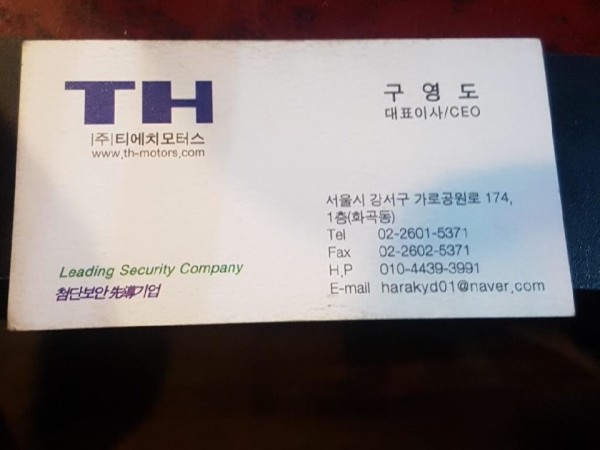 TH
|주|티에치모터스
www.th-motors.com
구 영 도
대표이사/CEO
서울시 강서구 가로공원로 174,
1층(화곡동)
Tel 02-2601-5371
Fax 02-2602-5371
H.P 010-4439-3991
E-mail harakyd01@naver.com
Leading Security Company
첨단보안 先導기업